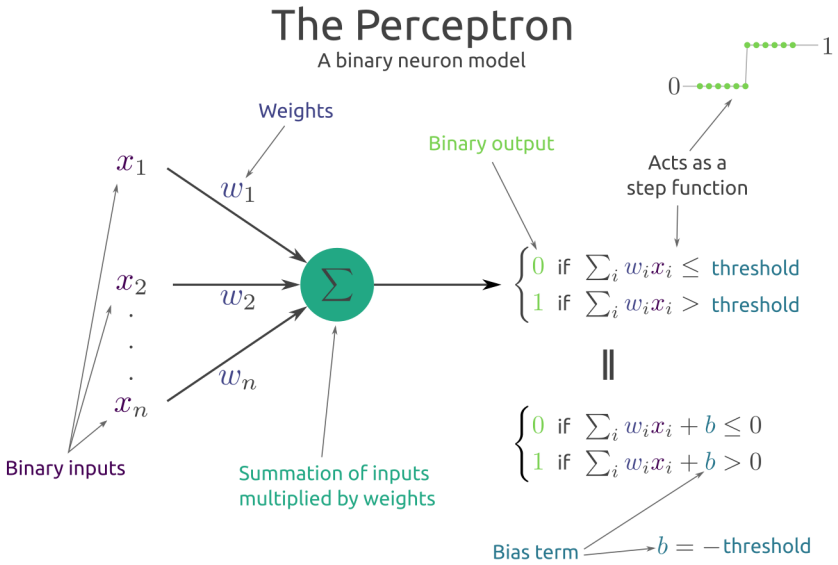 The Perceptron
A binary neuron model
0
1
Weights
Binary output
Acts as a
step function
x₁
w₁
0 if ∑ᵢ wᵢxᵢ ≤ threshold
1 if ∑ᵢ wᵢxᵢ > threshold
x₂
w₂
∑
.
.
.
xₙ
wₙ
=
0 if ∑ᵢ wᵢxᵢ + b ≤ 0
1 if ∑ᵢ wᵢxᵢ + b > 0
Binary inputs
Summation of inputs
multiplied by weights
Bias term
b = −threshold